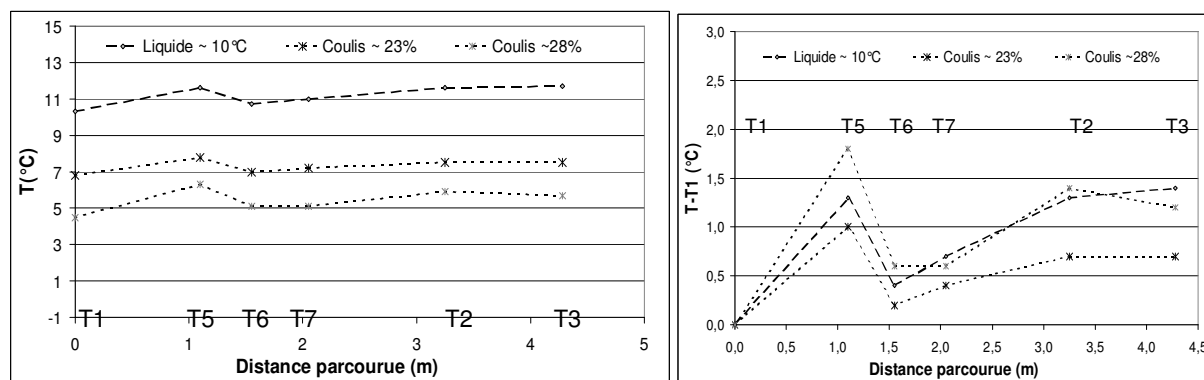 15
13
11
9
7
5
3
1
-1
T(°C)
Liquide ~ 10°C Coulis ~ 23% Coulis ~28%
T1 T5 T6 T7 T2 T3
0 1 2 3 4 5
Distance parcourue (m)
3,0
2,5
2,0
1,5
1,0
0,5
0,0
T-T1 (°C)
Liquide ~ 10°C Coulis ~ 23% Coulis ~28%
T1 T5 T6 T7 T2 T3
0,0 0,5 1,0 1,5 2,0 2,5 3,0 3,5 4,0 4,5
Distance parcourue (m)